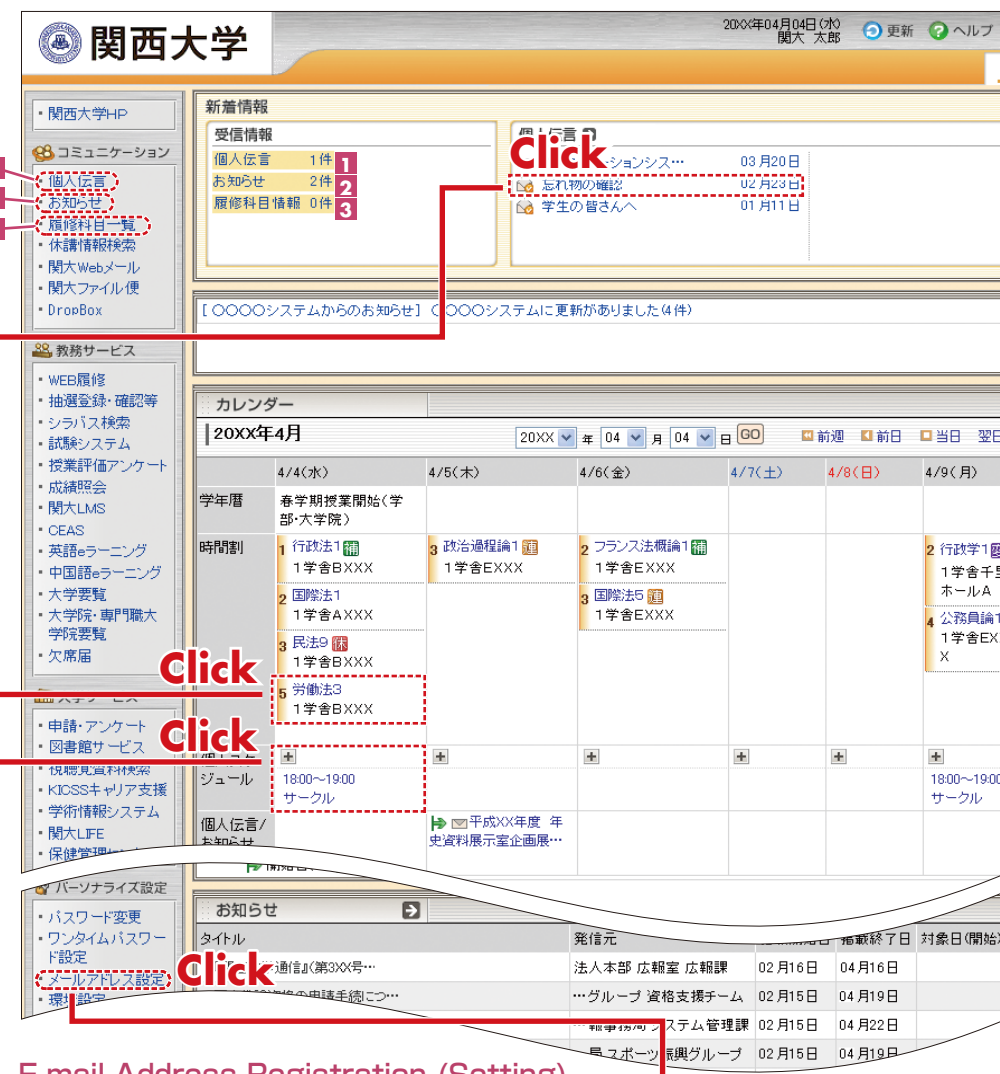 関西大学
20XX年04月04日(水)
関大 太郎
更新
ヘルプ
・関西大学HP
コミュニケーション
・個人伝言
・お知らせ
・履修科目一覧
・休講情報検索
・関大Webメール
・関大ファイル便
・DropBox
教務サービス
・WEB履修
・抽選登録・確認等
・シラバス検索
・試験システム
・授業評価アンケート
・成績照会
・関大LMS
・CEAS
・英語eラーニング
・中国語eラーニング
・大学要覧
・大学院・専門職大
学院要覧
・欠席届
・申請・アンケート
・図書館サービス
・視聴覚資料検索
・KICSSキャリア支援
・学術情報システム
・関大LIFE
・保健管理
パーソナライズ設定
・パスワード変更
・ワンタイムパスワー
ド設定
・メールアドレス設定
・環境設定
新着情報
受信情報
個人伝言 1件 1
お知らせ 2件 2
履修科目情報 0件 3
個人伝言
Click
ーションシス… 03月20日
忘れ物の確認 02月23日
学生の皆さんへ 01月11日
[○○○○システムからのお知らせ] ○○○○システムに更新がありました(4件)
カレンダー
20XX年4月
20XX 年 04 月 04 日 GO 前週 前日 当日 翌日
4/4(水) 4/5(木) 4/6(金) 4/7(土) 4/8(日) 4/9(月)
学年暦
春学期授業開始(学
部・大学院)
時間割
1 行政法1 補
1学舎BXXX
2 国際法1
1学舎AXXX
3 民法9 休
1学舎BXXX
5 労働法3
1学舎BXXX
3 政治過程論1 連
1学舎EXXX
2 フランス法概論1 補
1学舎EXXX
3 国際法5 連
1学舎EXXX
2 行政学1 変
1学舎千里
ホールA
4 公務員論1
1学舎EX
X
Click
Click
ジュール
+ + + + + +
18:00～19:00
サークル
18:00～19:00
サークル
個人伝言/
お知らせ
平成XX年度 年
史資料展示室企画展…
お知らせ
タイトル 発信元 掲載終了日 対象日(開始)
通信』(第3XX号… 法人本部 広報室 広報課 02月16日 04月16日
Click
の申請手続につ… …グループ 資格支援チーム 02月15日 04月19日
システム管理課 02月15日 04月22日
局 スポーツ振興グループ 02月15日 04月19日
E-mail Address Registration (Setting)